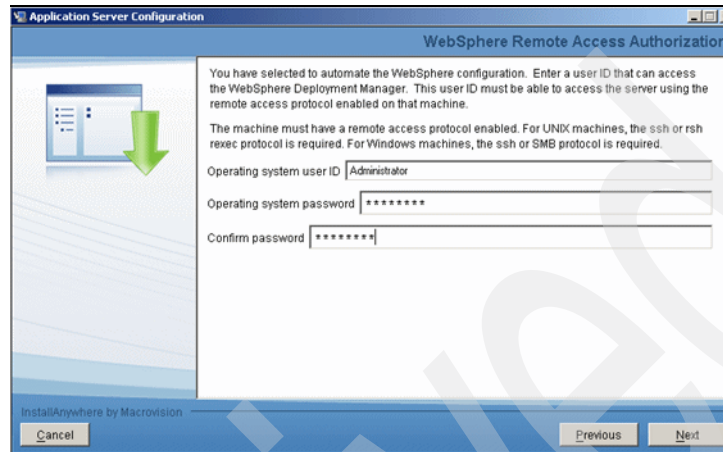 Application Server Configuration
WebSphere Remote Access Authorization
You have selected to automate the WebSphere configuration. Enter a user ID that can access
the WebSphere Deployment Manager. This user ID must be able to access the server using the
remote access protocol enabled on that machine.
The machine must have a remote access protocol enabled. For UNIX machines, the ssh or rsh
rexec protocol is required. For Windows machines, the ssh or SMB protocol is required.
Operating system user ID Administrator
Operating system password ********
Confirm password ********
InstallAnywhere by Macrovision
Cancel Previous Next